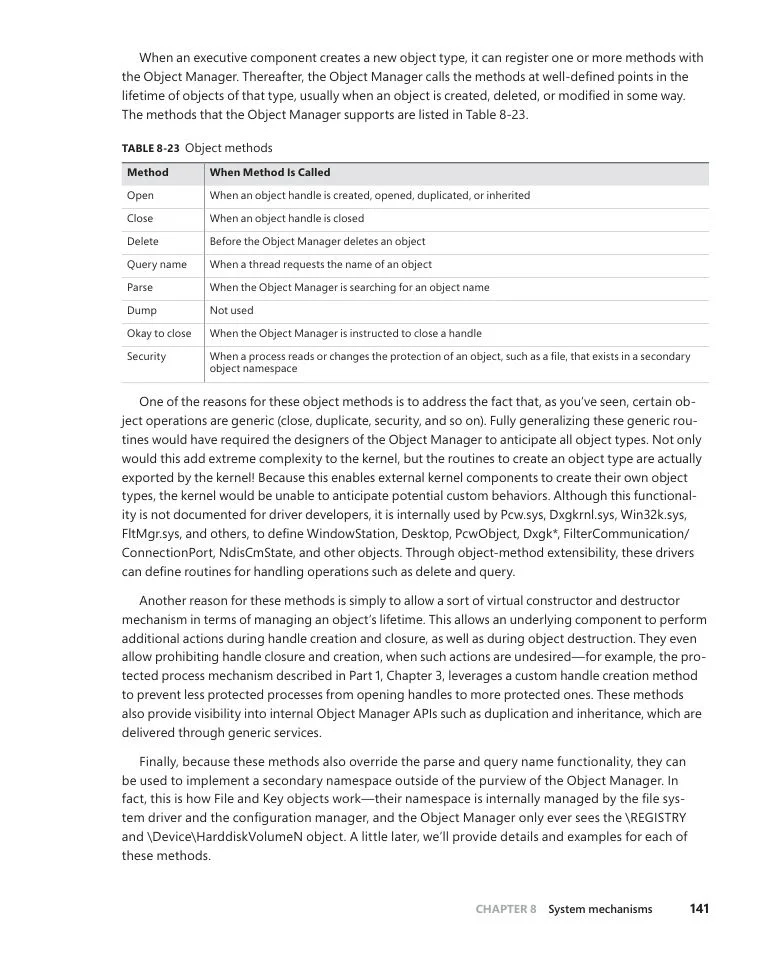 When an executive component creates a new object type, it can register one or more methods with
the Object Manager. Thereafter, the Object Manager calls the methods at well-defined points in the
lifetime of objects of that type, usually when an object is created, deleted, or modified in some way.
The methods that the Object Manager supports are listed in Table 8-23.
TABLE 8-23 Object methods
Method When Method Is Called
Open When an object handle is created, opened, duplicated, or inherited
Close When an object handle is closed
Delete Before the Object Manager deletes an object
Query name When a thread requests the name of an object
Parse When the Object Manager is searching for an object name
Dump Not used
Okay to close When the Object Manager is instructed to close a handle
Security When a process reads or changes the protection of an object, such as a file, that exists in a secondary
object namespace
One of the reasons for these object methods is to address the fact that, as you've seen, certain ob-
ject operations are generic (close, duplicate, security, and so on). Fully generalizing these generic rou-
tines would have required the designers of the Object Manager to anticipate all object types. Not only
would this add extreme complexity to the kernel, but the routines to create an object type are actually
exported by the kernel! Because this enables external kernel components to create their own object
types, the kernel would be unable to anticipate potential custom behaviors. Although this functional-
ity is not documented for driver developers, it is internally used by Pcw.sys, Dxgkrnl.sys, Win32k.sys,
FltMgr.sys, and others, to define WindowStation, Desktop, PcwObject, Dxgk*, FilterCommunication/
ConnectionPort, NdisCmState, and other objects. Through object-method extensibility, these drivers
can define routines for handling operations such as delete and query.
Another reason for these methods is simply to allow a sort of virtual constructor and destructor
mechanism in terms of managing an object's lifetime. This allows an underlying component to perform
additional actions during handle creation and closure, as well as during object destruction. They even
allow prohibiting handle closure and creation, when such actions are undesired—for example, the pro-
tected process mechanism described in Part 1, Chapter 3, leverages a custom handle creation method
to prevent less protected processes from opening handles to more protected ones. These methods
also provide visibility into internal Object Manager APIs such as duplication and inheritance, which are
delivered through generic services.
Finally, because these methods also override the parse and query name functionality, they can
be used to implement a secondary namespace outside of the purview of the Object Manager. In
fact, this is how File and Key objects work—their namespace is internally managed by the file sys-
tem driver and the configuration manager, and the Object Manager only ever sees the \REGISTRY
and \Device\HarddiskVolumeN object. A little later, we'll provide details and examples for each of
these methods.
CHAPTER 8 System mechanisms 141